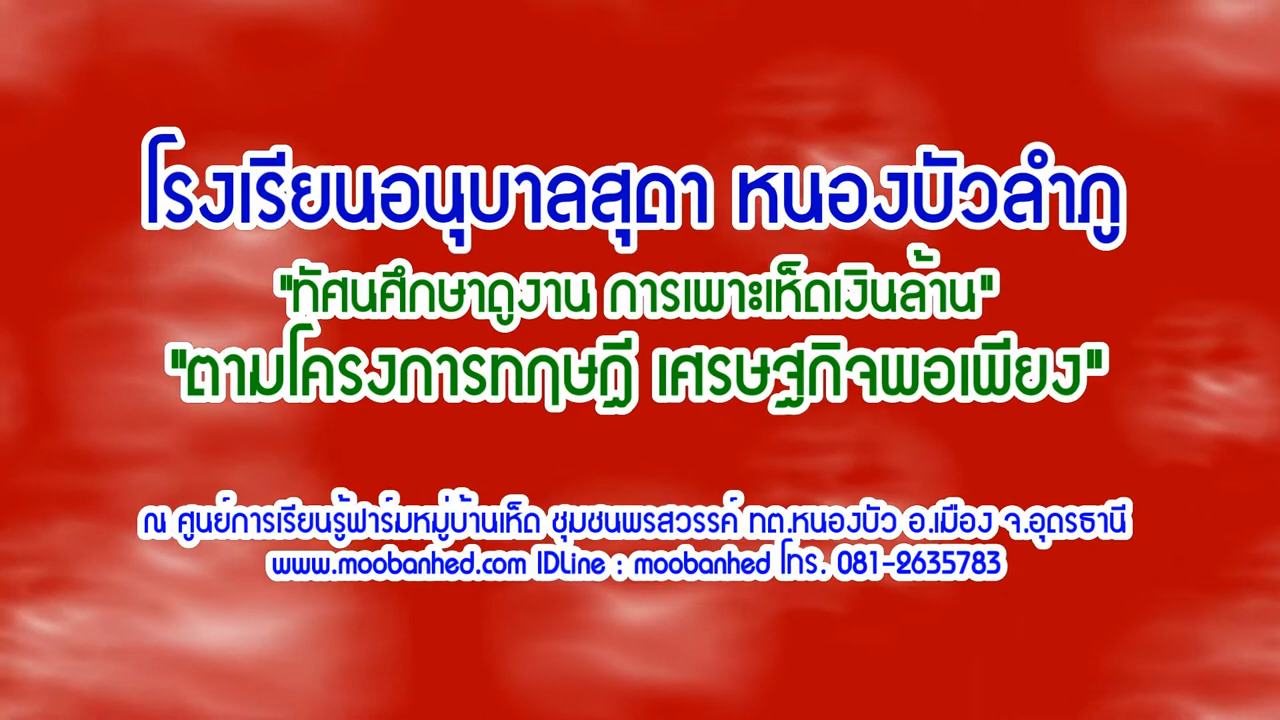 โรงเรียนอนุบาลสุดา หนองบัวลำภู
"ทัศนศึกษาดูงาน การเพาะเห็ดเงินล้าน"
"ตามโครงการทฤษฎี เศรษฐกิจพอเพียง"
ณ ศูนย์การเรียนรู้ฟาร์มหมู่บ้านเห็ด ชุมชนพรสวรรค์ ทต.หนองบัว อ.เมือง จ.อุดรธานี
www.moobanhed.com IDLine : moobanhed โทร. 081-2635783